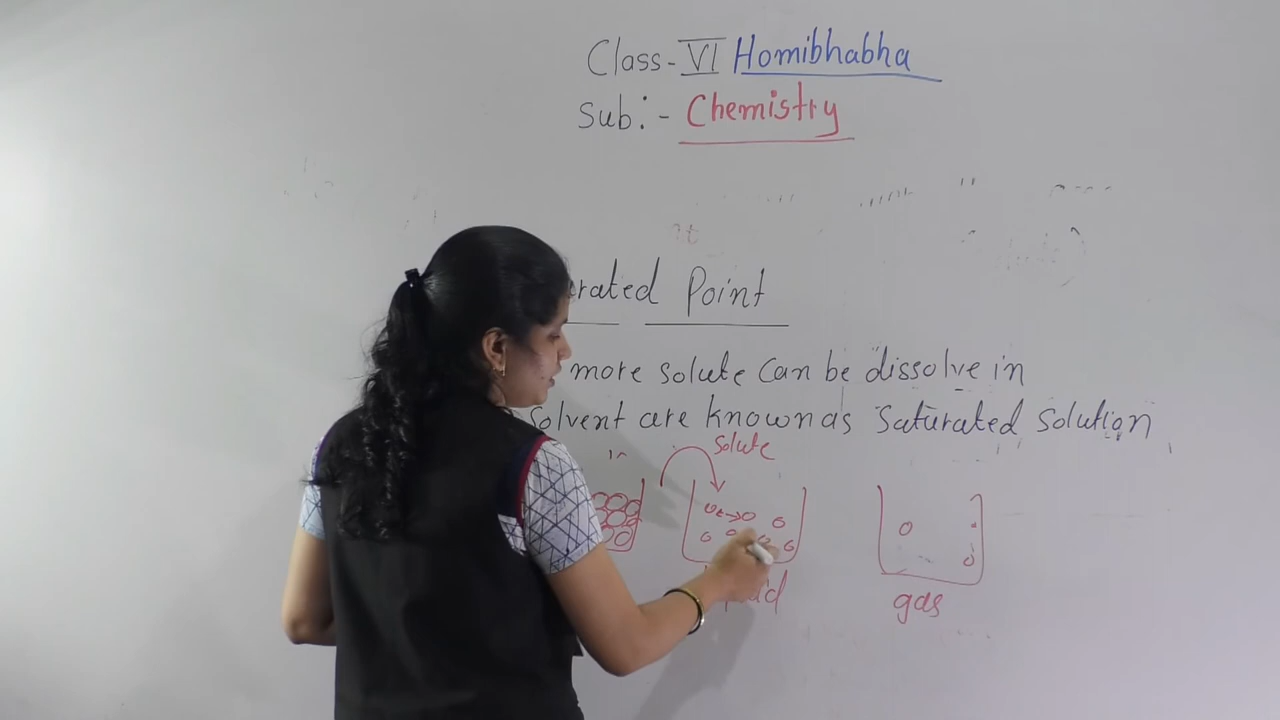 Class-VI Homibhabha
Sub:- Chemistry
rated Point
more solute can be dissolve in
Solvent are known as Saturated Solution
Solute
gas